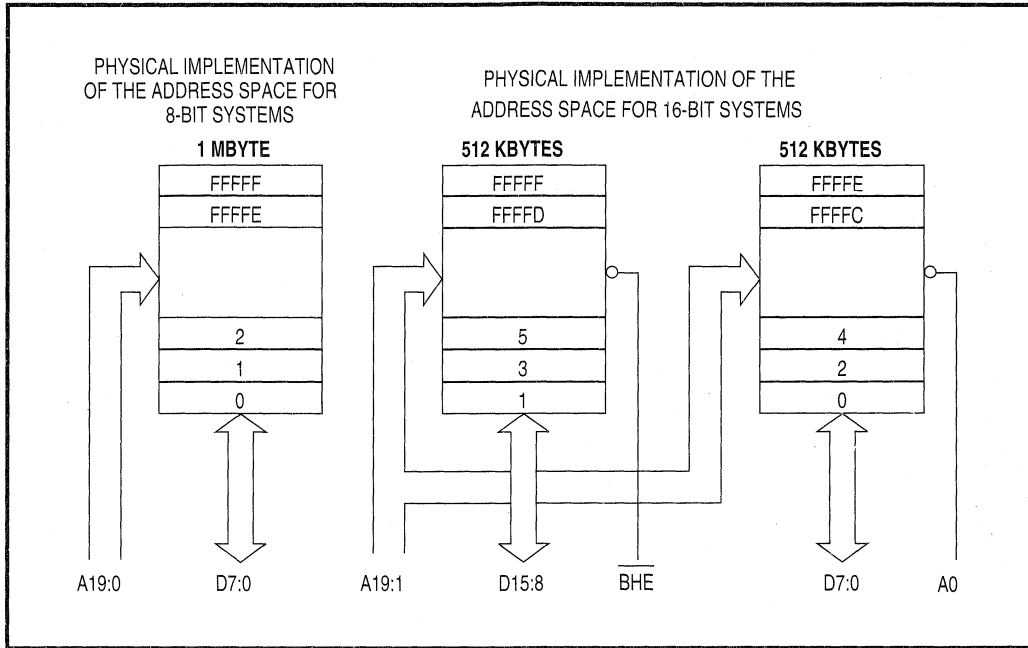 PHYSICAL IMPLEMENTATION
OF THE ADDRESS SPACE FOR
8-BIT SYSTEMS
1 MBYTE
FFFFF
FFFFE
2
1
0
A19:0
D7:0
PHYSICAL IMPLEMENTATION OF THE
ADDRESS SPACE FOR 16-BIT SYSTEMS
512 KBYTES
FFFFF
FFFFD
5
3
1
A19:1
D15:8
BHE
512 KBYTES
FFFFE
FFFFC
4
2
0
D7:0
A0